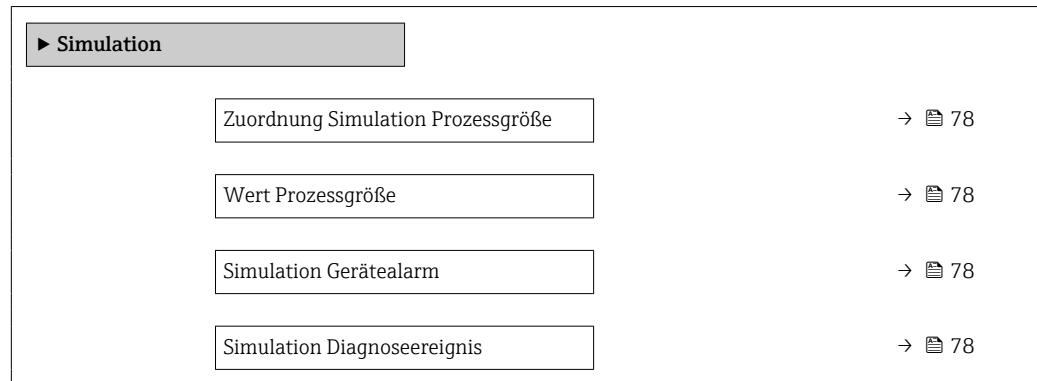 ▶ Simulation
Zuordnung Simulation Prozessgröße → 78
Wert Prozessgröße → 78
Simulation Gerätealarm → 78
Simulation Diagnoseereignis → 78